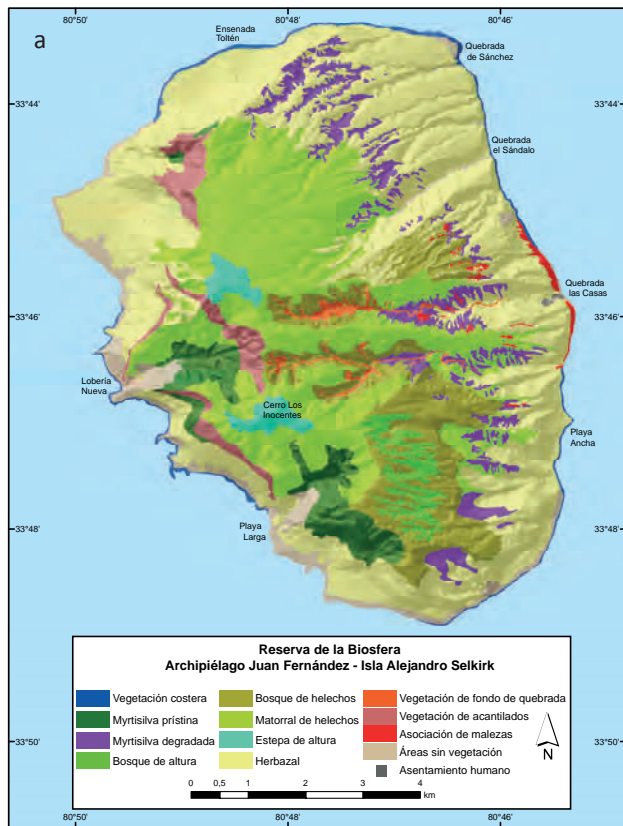 80°50' 80°48' 80°46'
a
Ensenada
Toltén
Quebrada
de Sánchez
33°44' 33°44'
Quebrada
el Sándalo
Quebrada
las Casas
33°46' 33°46'
Lobería
Nueva
Cerro Los
Inocentes
Playa
Ancha
33°48' 33°48'
Playa
Larga
Reserva de la Biosfera
Archipiélago Juan Fernández - Isla Alejandro Selkirk
Vegetación costera
Myrtisilva prístina
Myrtisilva degradada
Bosque de altura
Bosque de helechos
Matorral de helechos
Estepa de altura
Herbazal
Vegetación de fondo de quebrada
Vegetación de acantilados
Asociación de malezas
Áreas sin vegetación
Asentamiento humano
N
0 0,5 1 2 3 4
km
33°50' 33°50'
80°50' 80°48' 80°46'